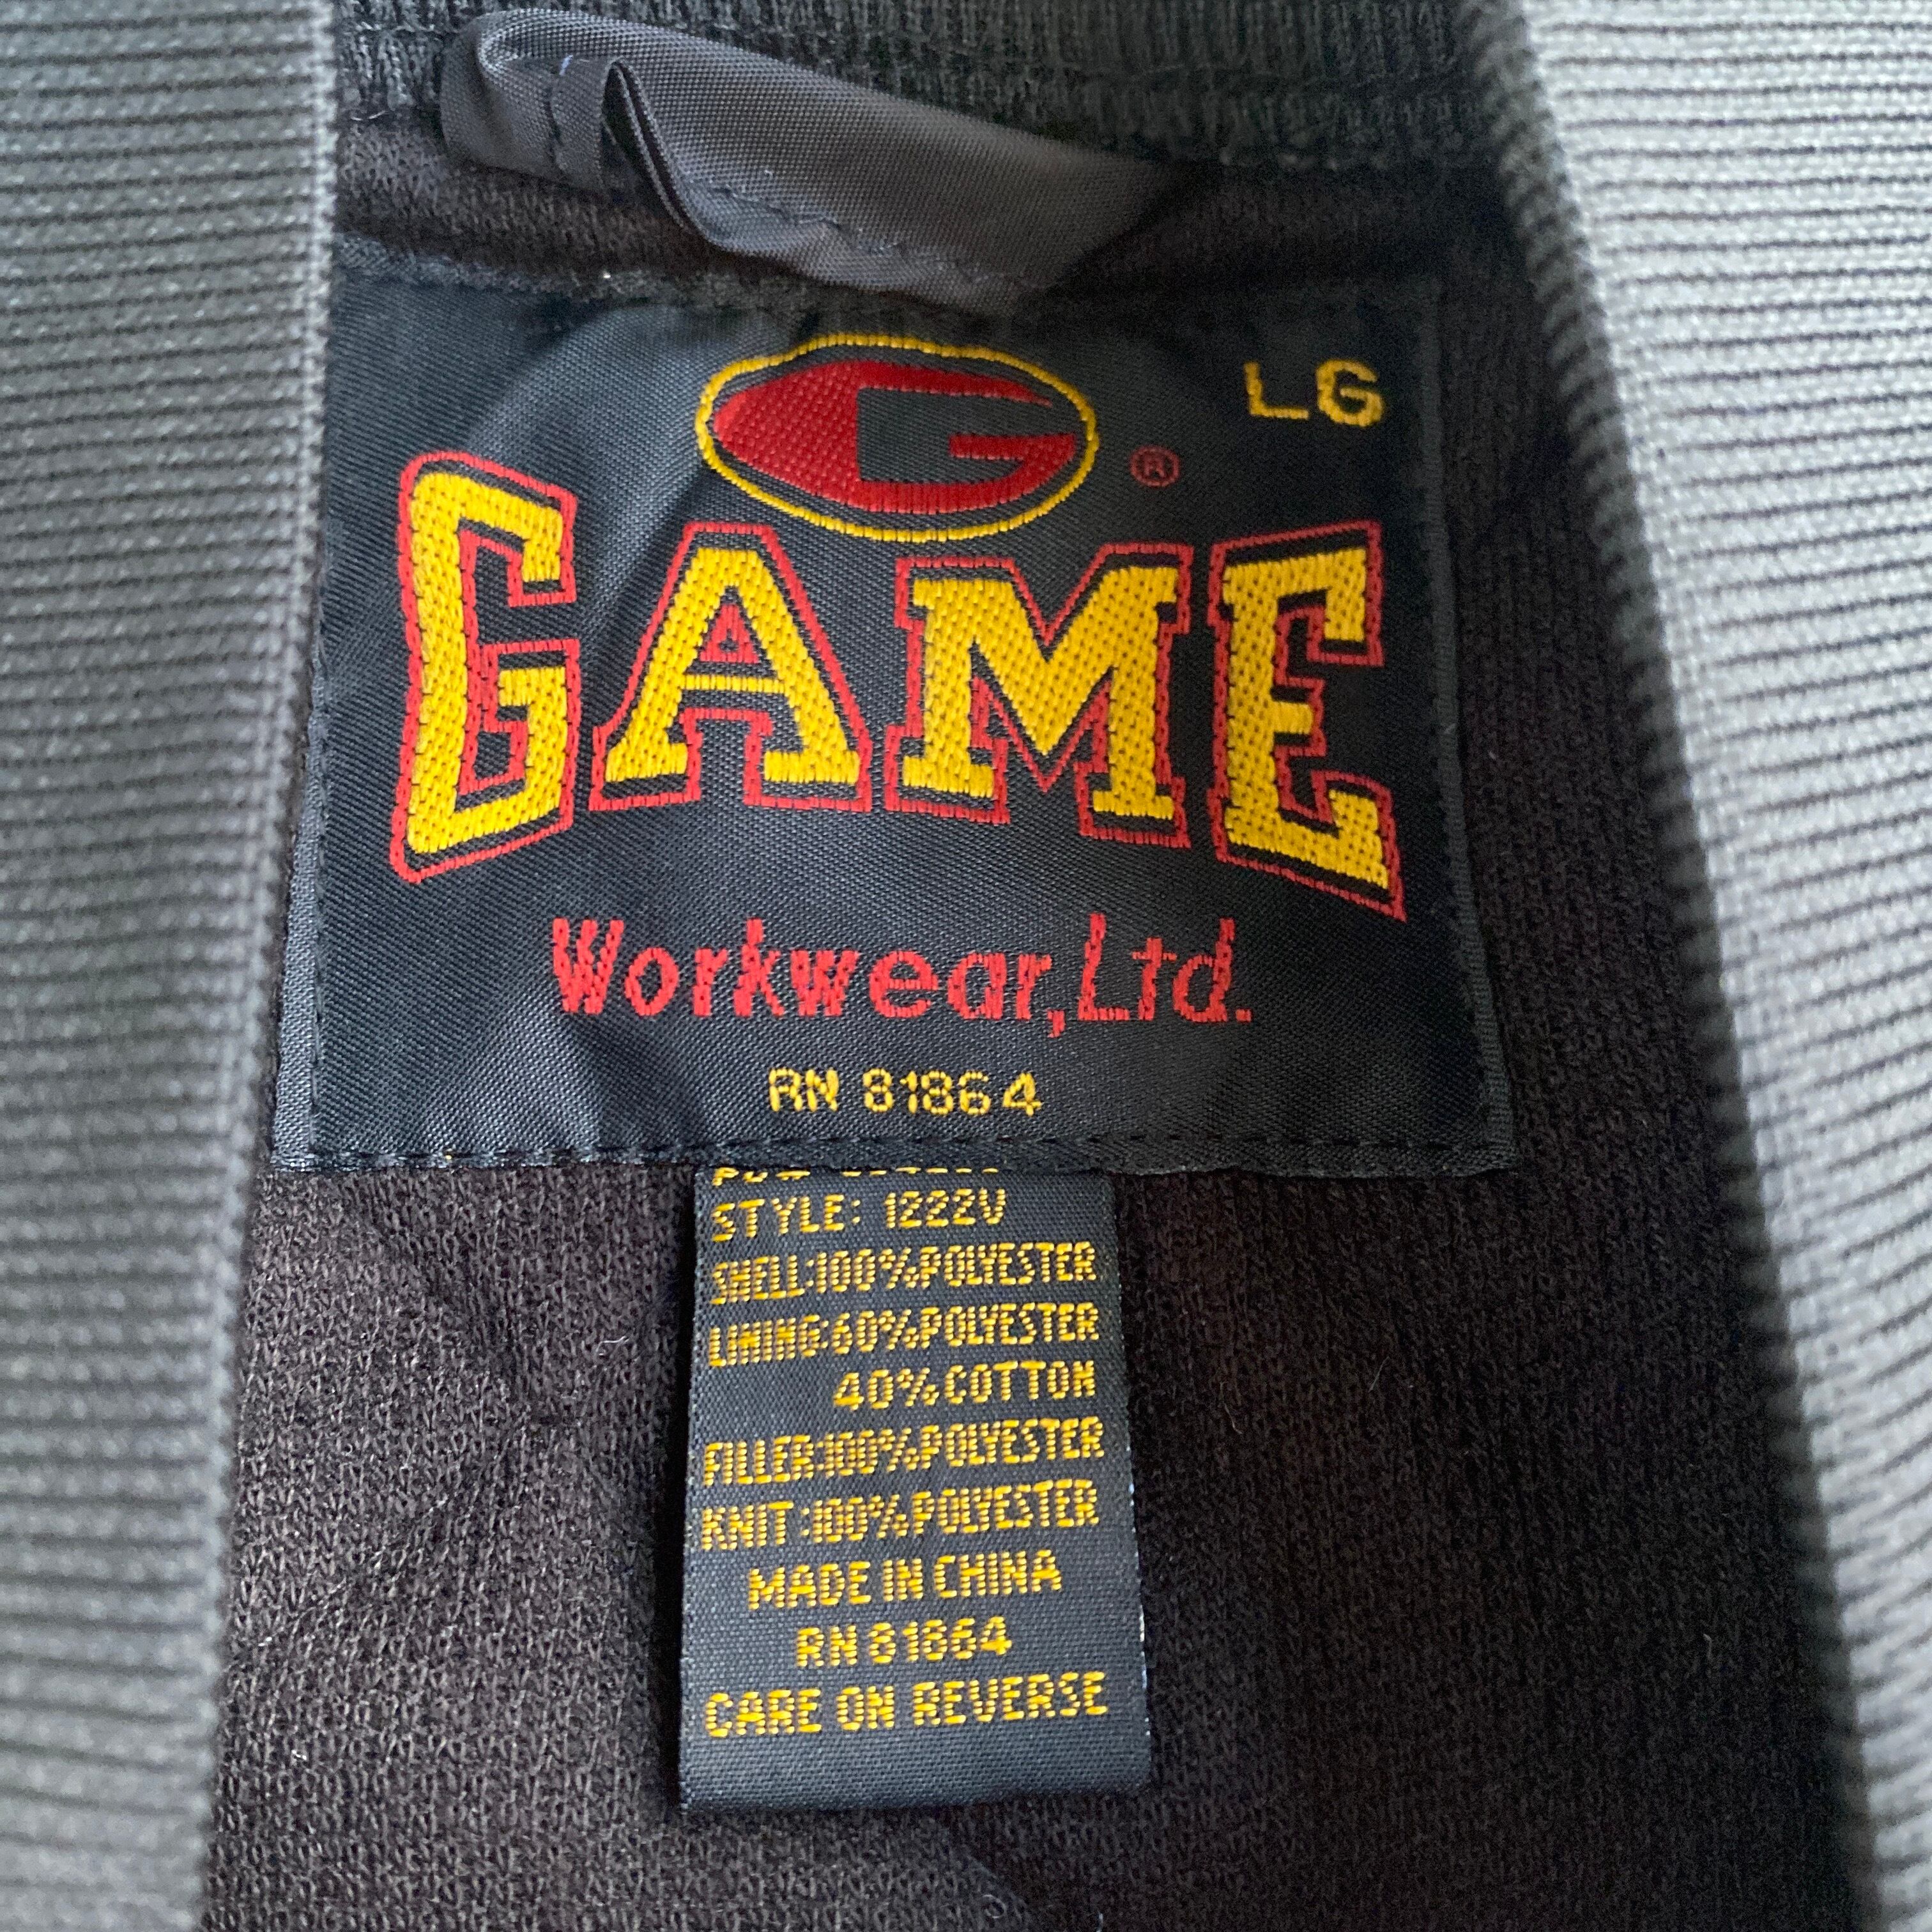 G ® LG
GAME
Workwear, Ltd.
RN 81864
STYLE: 1222V
SHELL:100%POLYESTER
LINING:60%POLYESTER
40%COTTON
FILLER:100%POLYESTER
KNIT:100%POLYESTER
MADE IN CHINA
RN 81864
CARE ON REVERSE